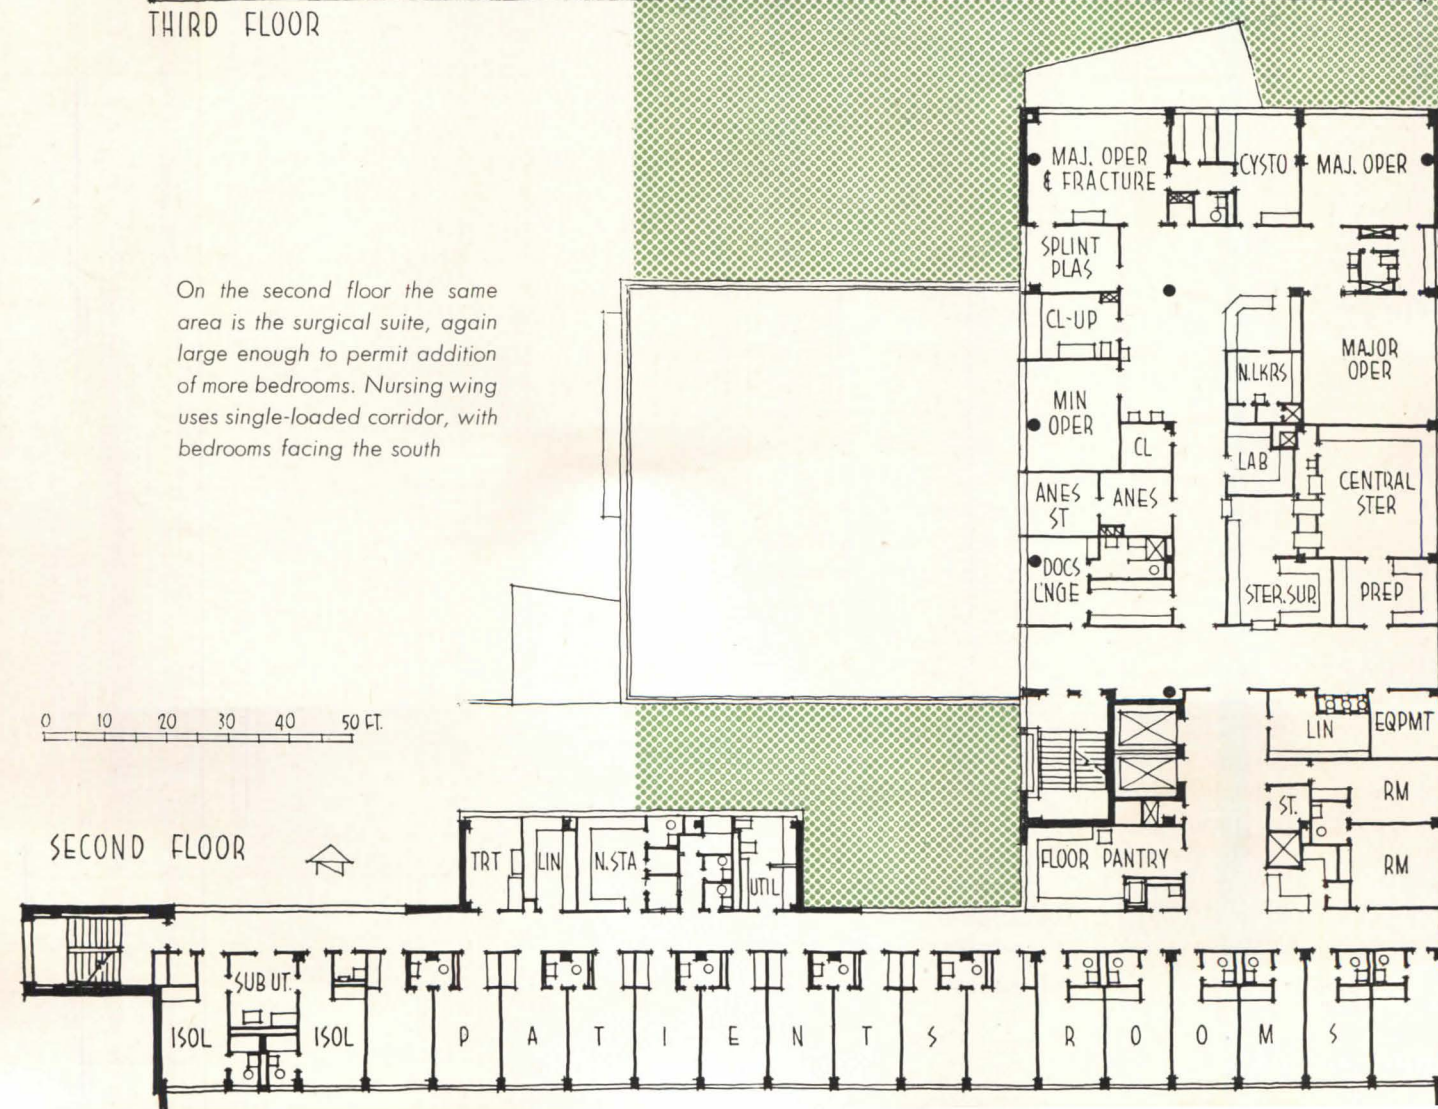 THIRD FLOOR
MAJ. OPER
& FRACTURE
CYSTO
MAJ. OPER
SPLINT
PLAS
On the second floor the same
area is the surgical suite, again
large enough to permit addition
of more bedrooms. Nursing wing
uses single-loaded corridor, with
bedrooms facing the south
CL-UP
N.LKRS
MAJOR
OPER
MIN
OPER
CL
LAB
CENTRAL
STER
ANES
ST
ANES
DOCS
L'NGE
STER.SUP.
PREP
0 10 20 30 40 50 FT.
LIN
EQPMT
RM
ST.
SECOND FLOOR
TRT
LIN
N.STA
UTIL
FLOOR PANTRY
RM
SUB UT.
ISOL
ISOL
PATIENTS ROOMS